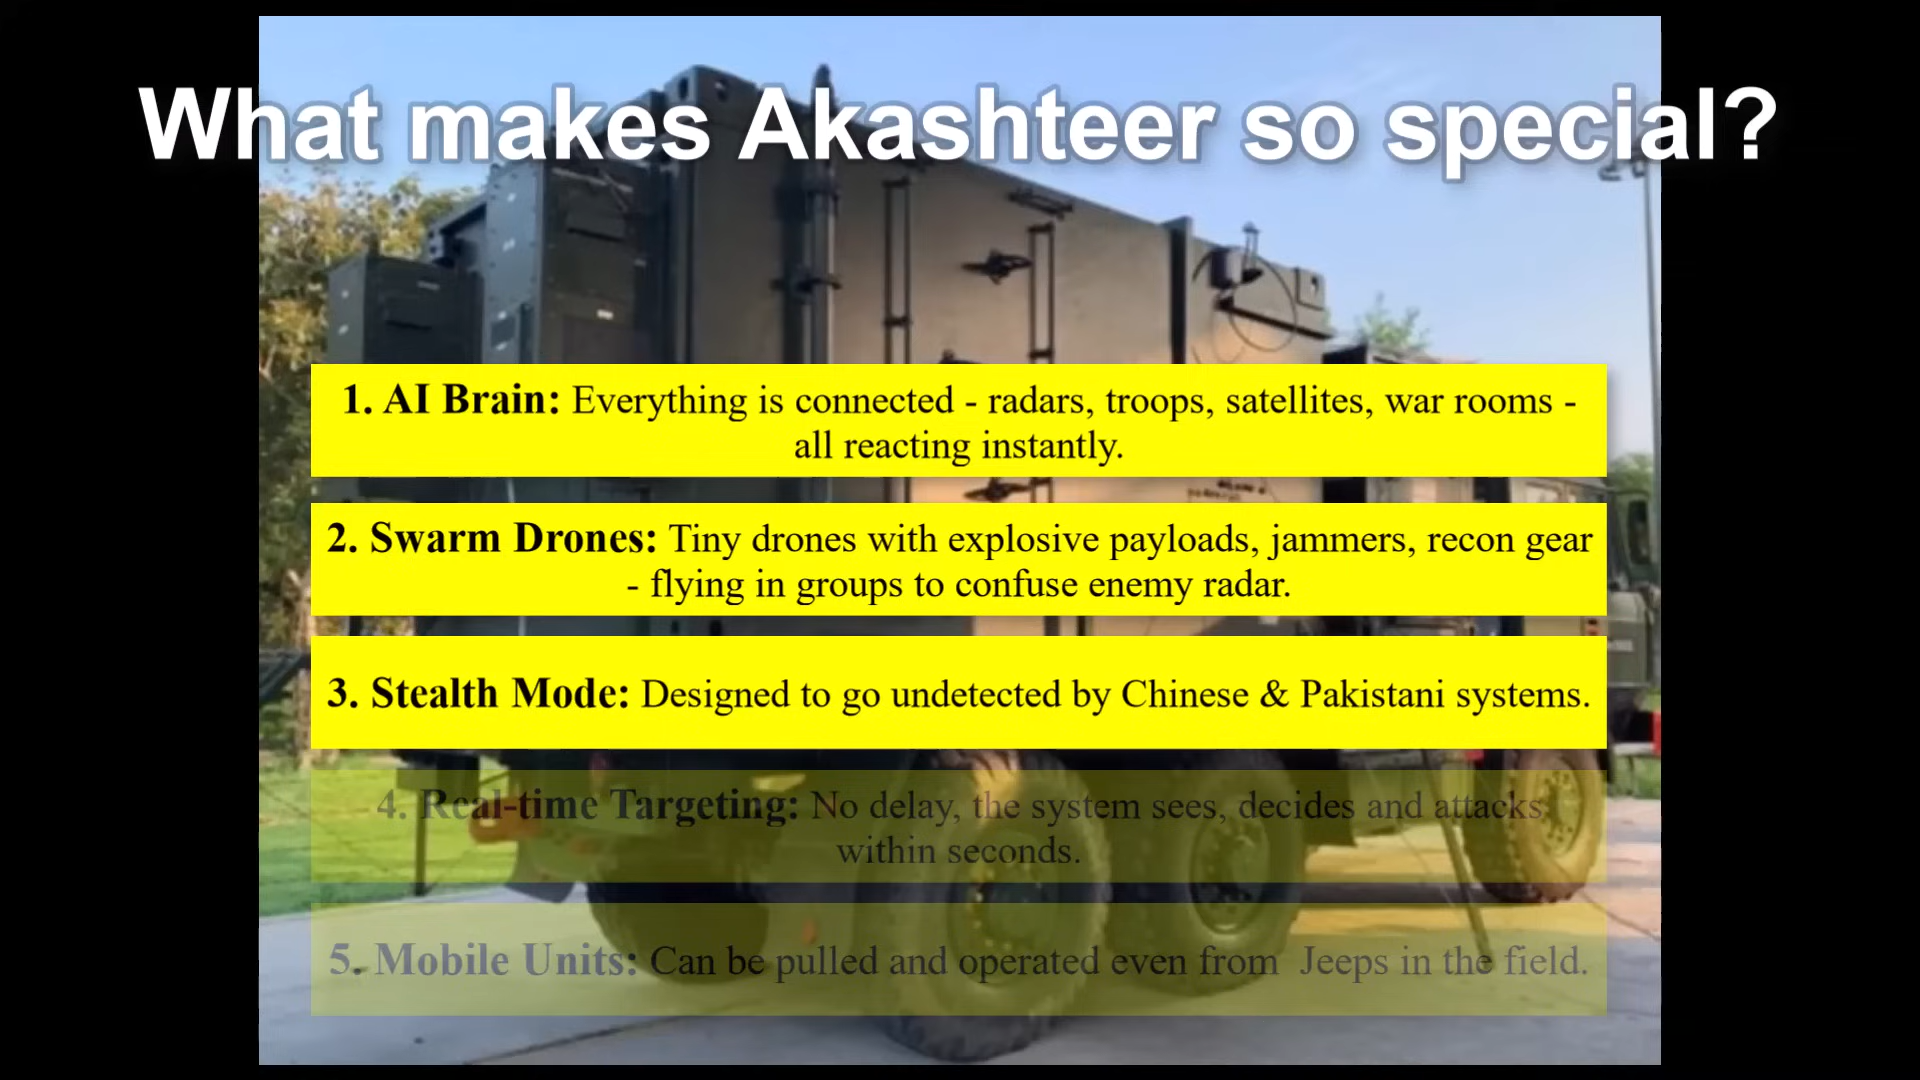 What makes Akashteer so special?
1. AI Brain: Everything is connected - radars, troops, satellites, war rooms -
all reacting instantly.
2. Swarm Drones: Tiny drones with explosive payloads, jammers, recon gear
- flying in groups to confuse enemy radar.
3. Stealth Mode: Designed to go undetected by Chinese & Pakistani systems.
4. Real-time Targeting: No delay, the system sees, decides and attacks
within seconds.
5. Mobile Units: Can be pulled and operated even from Jeeps in the field.